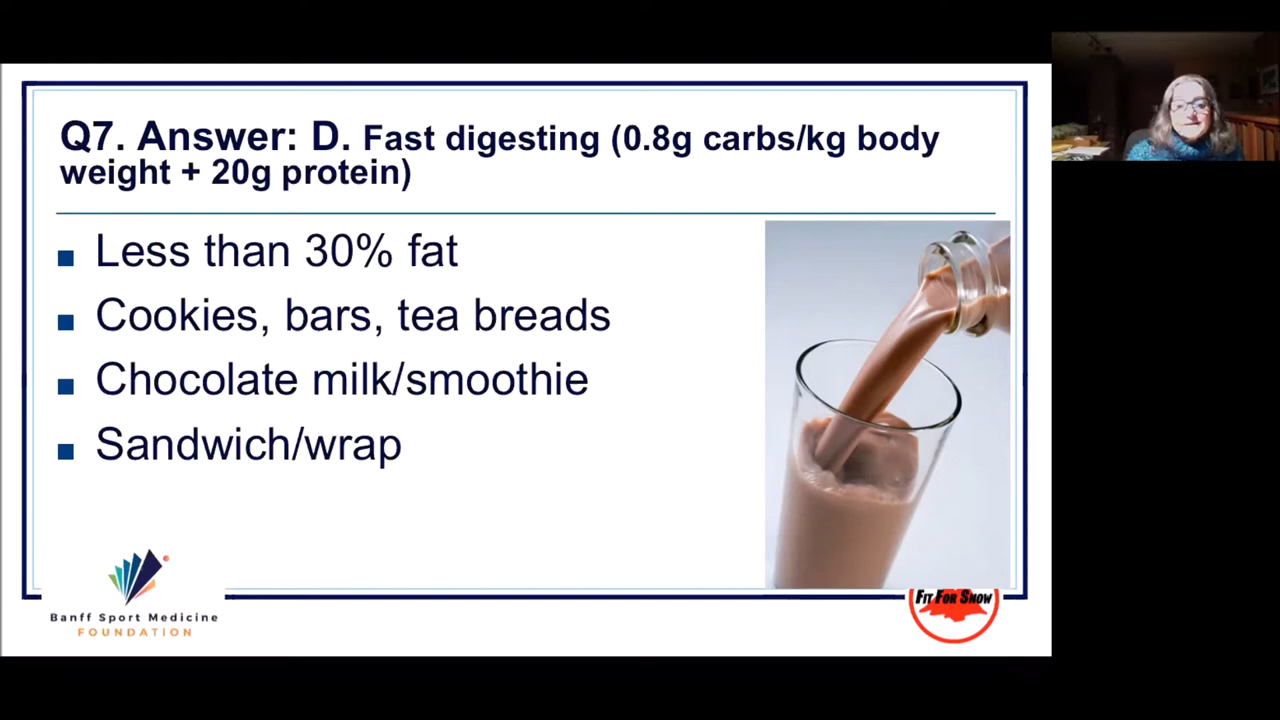 Q7. Answer: D. Fast digesting (0.8g carbs/kg body
weight + 20g protein)
Less than 30% fat
Cookies, bars, tea breads
Chocolate milk/smoothie
Sandwich/wrap
Banff Sport Medicine
FOUNDATION
FIT FOR SNOW